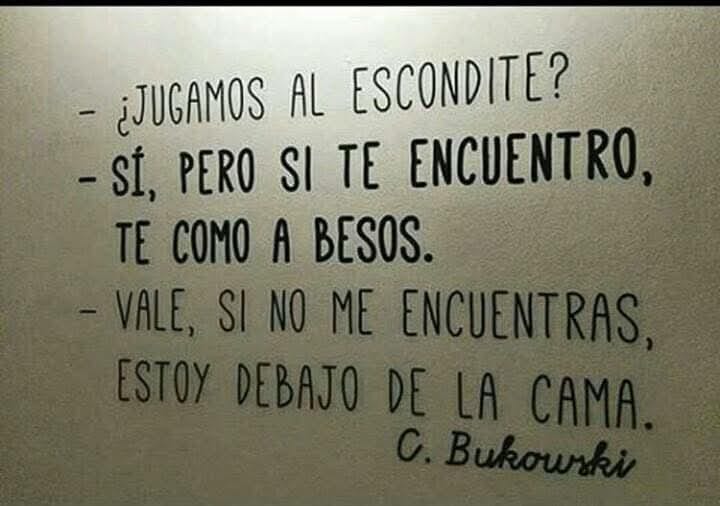 - ¿JUGAMOS AL ESCONDITE?
- SÍ, PERO SI TE ENCUENTRO,
TE COMO A BESOS.
- VALE, SI NO ME ENCUENTRAS,
ESTOY DEBAJO DE LA CAMA.
C. Bukowski